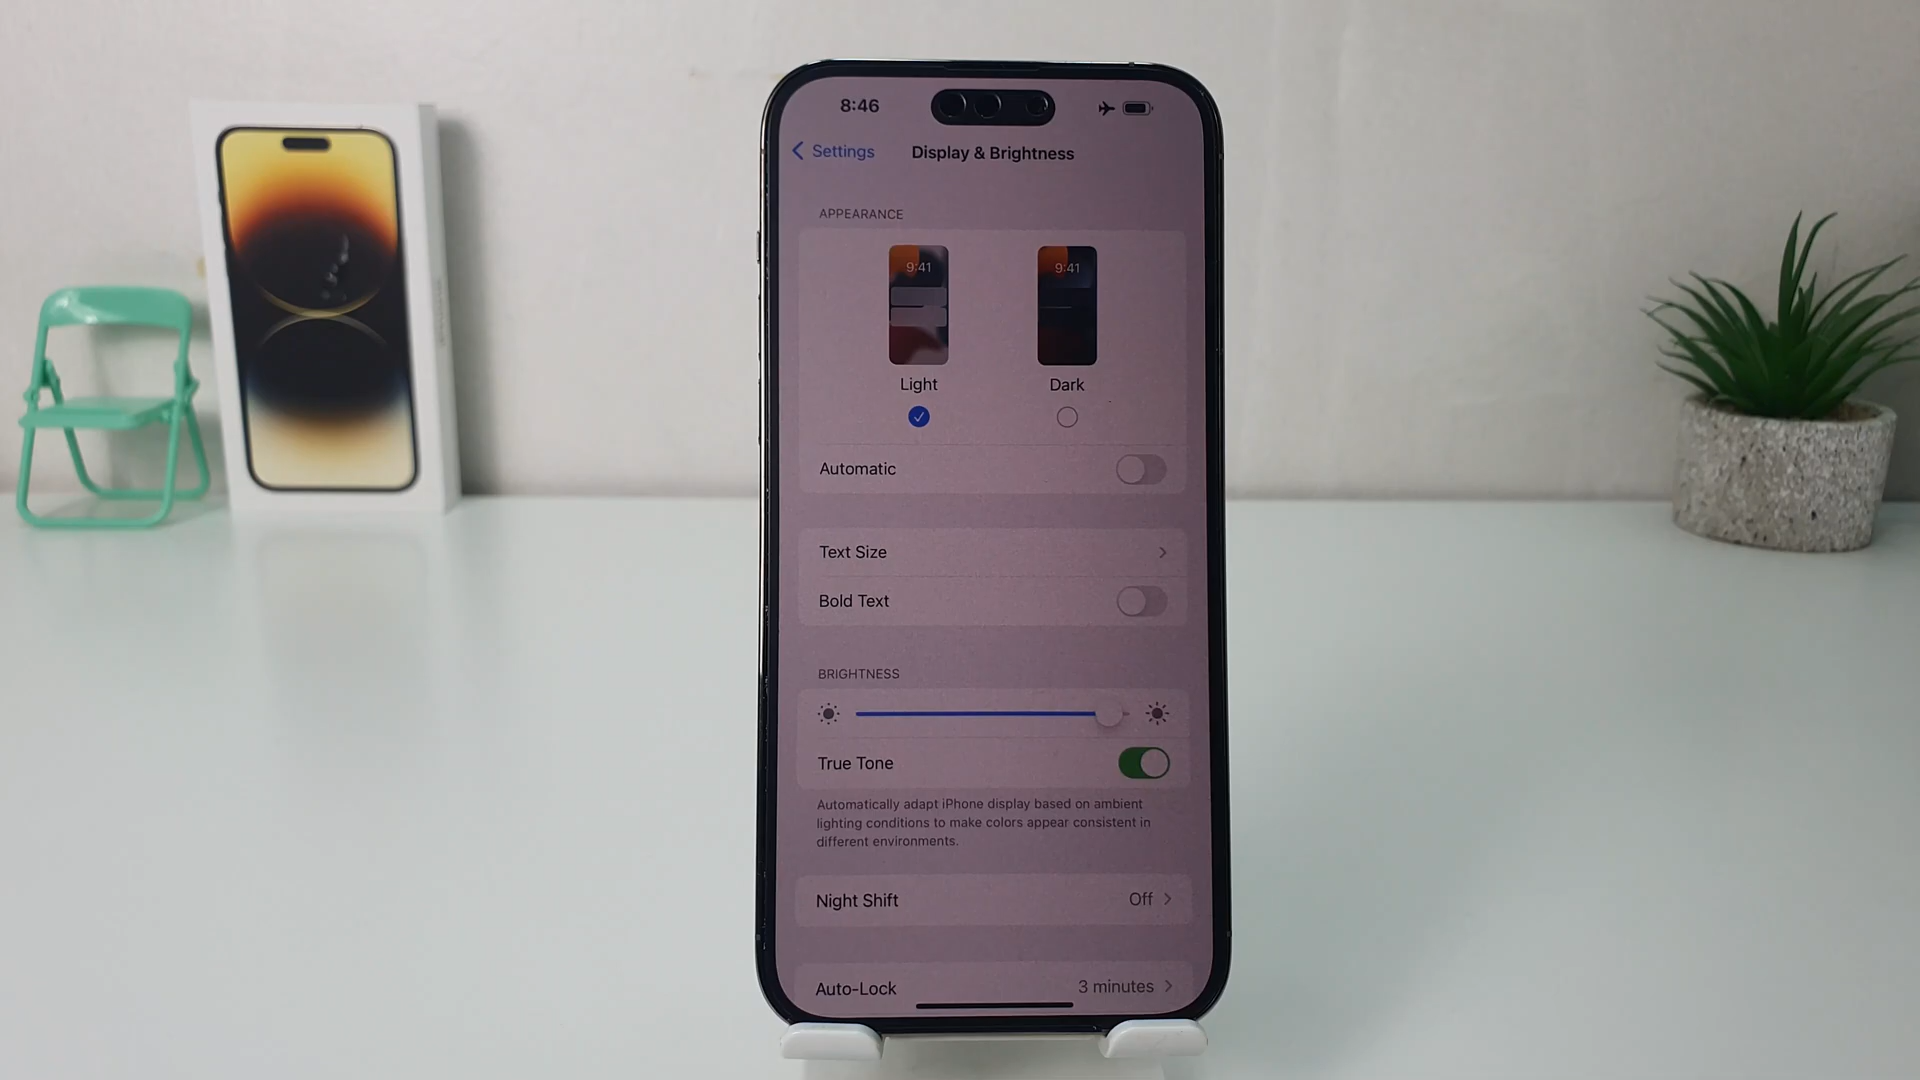 8:46
Settings
Display & Brightness
APPEARANCE
9:41
9:41
Light
Dark
Automatic
Text Size
Bold Text
BRIGHTNESS
True Tone
Automatically adapt iPhone display based on ambient
lighting conditions to make colors appear consistent in
different environments.
Night Shift
Off
Auto-Lock
3 minutes